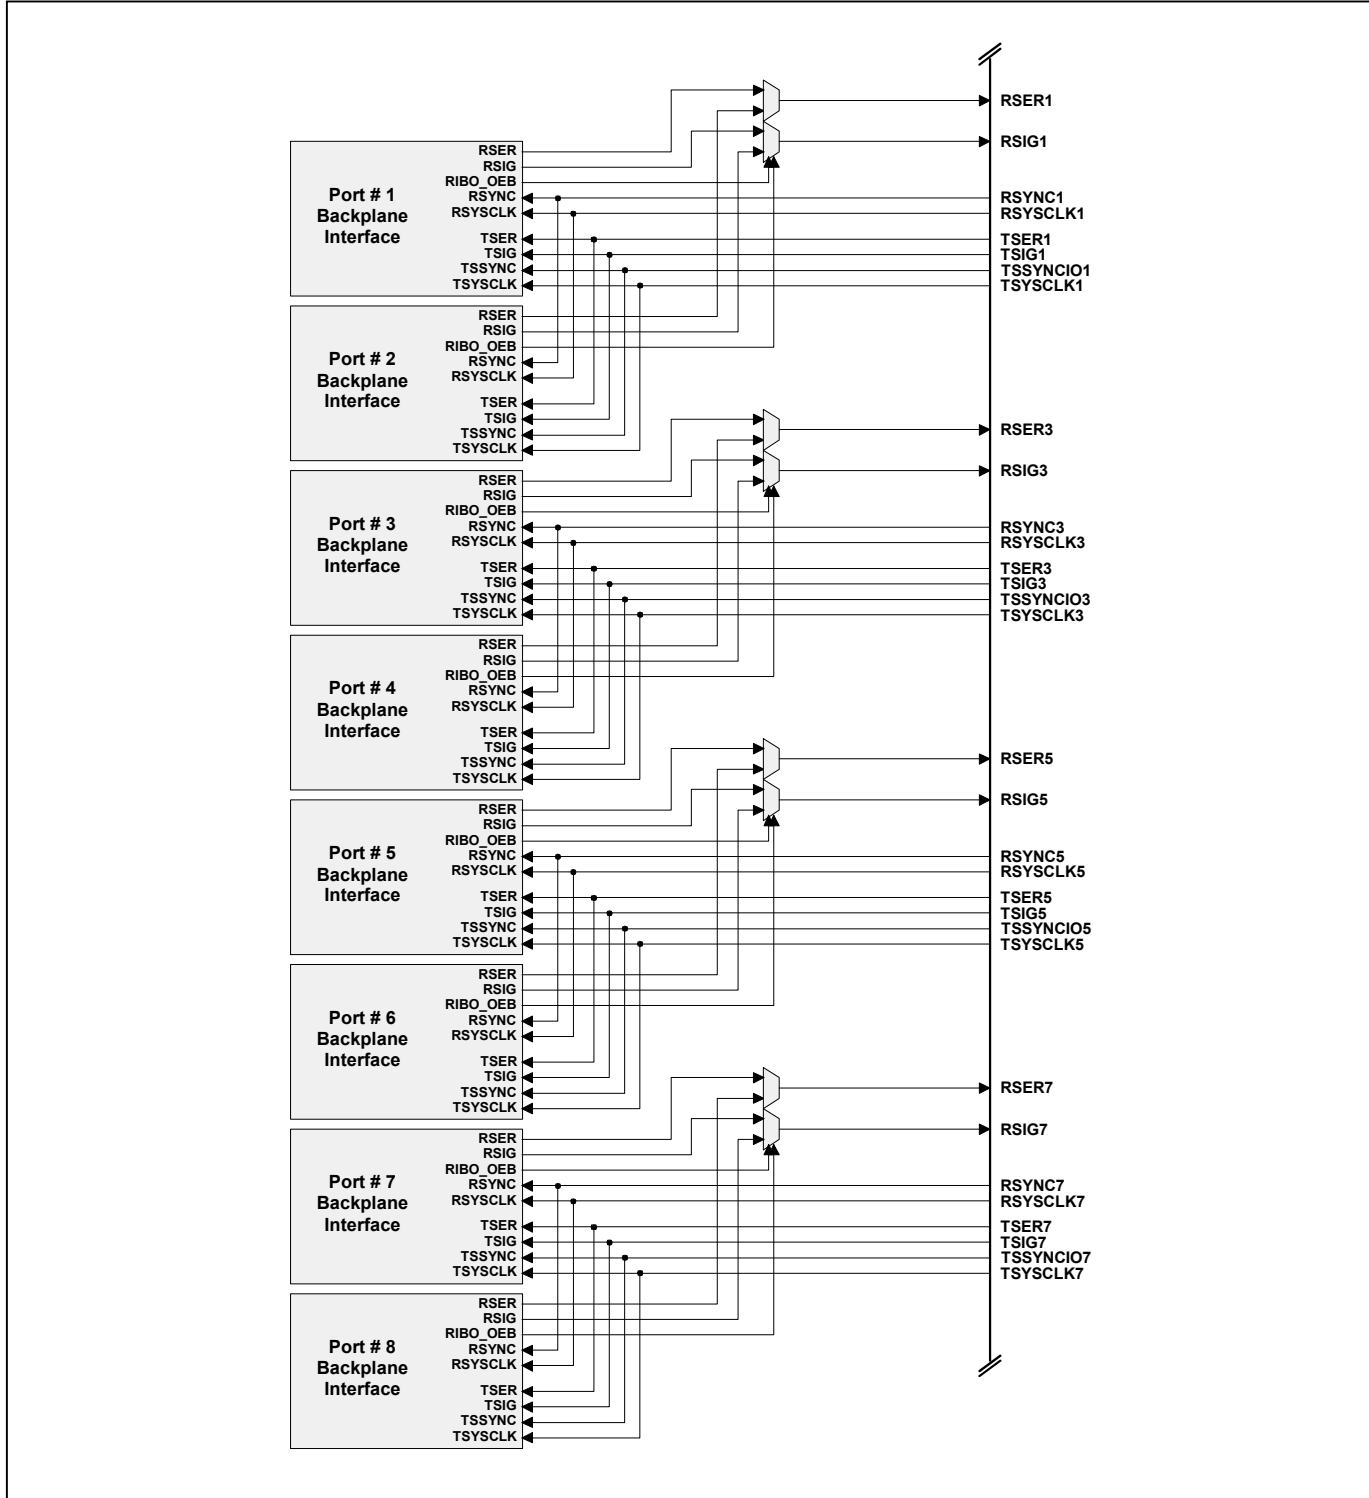 RSER1
RSIG1
RSER
RSIG
RIBO_OEB
RSYNC
RSYSCLK
TSER
TSIG
TSSYNC
TSYSCLK
Port # 1
Backplane
Interface
RSYNC1
RSYSCLK1
TSER1
TSIG1
TSSYNCIO1
TSYSCLK1
RSER
RSIG
RIBO_OEB
RSYNC
RSYSCLK
TSER
TSIG
TSSYNC
TSYSCLK
Port # 2
Backplane
Interface
RSER3
RSIG3
RSER
RSIG
RIBO_OEB
RSYNC
RSYSCLK
TSER
TSIG
TSSYNC
TSYSCLK
Port # 3
Backplane
Interface
RSYNC3
RSYSCLK3
TSER3
TSIG3
TSSYNCIO3
TSYSCLK3
RSER
RSIG
RIBO_OEB
RSYNC
RSYSCLK
TSER
TSIG
TSSYNC
TSYSCLK
Port # 4
Backplane
Interface
RSER5
RSIG5
RSER
RSIG
RIBO_OEB
RSYNC
RSYSCLK
TSER
TSIG
TSSYNC
TSYSCLK
Port # 5
Backplane
Interface
RSYNC5
RSYSCLK5
TSER5
TSIG5
TSSYNCIO5
TSYSCLK5
RSER
RSIG
RIBO_OEB
RSYNC
RSYSCLK
TSER
TSIG
TSSYNC
TSYSCLK
Port # 6
Backplane
Interface
RSER7
RSIG7
RSER
RSIG
RIBO_OEB
RSYNC
RSYSCLK
TSER
TSIG
TSSYNC
TSYSCLK
Port # 7
Backplane
Interface
RSYNC7
RSYSCLK7
TSER7
TSIG7
TSSYNCIO7
TSYSCLK7
RSER
RSIG
RIBO_OEB
RSYNC
RSYSCLK
TSER
TSIG
TSSYNC
TSYSCLK
Port # 8
Backplane
Interface